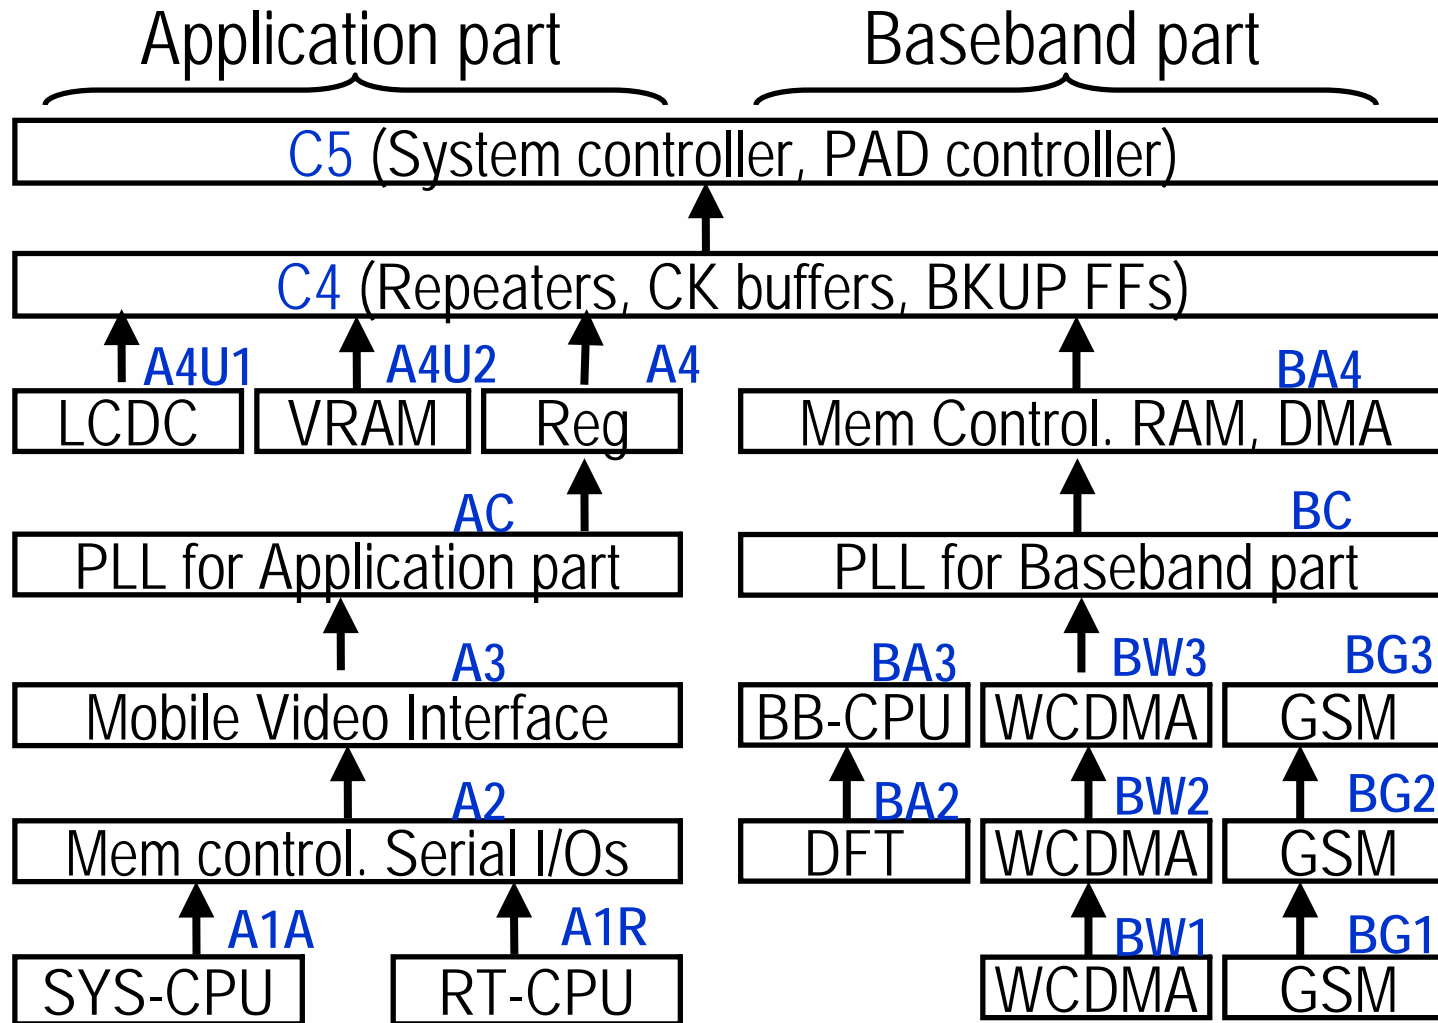 Application part
Baseband part
C5 (System controller, PAD controller)
C4 (Repeaters, CK buffers, BKUP FFs)
A4U1
A4U2
A4
BA4
LCDC
VRAM
Reg
Mem Control. RAM, DMA
AC
BC
PLL for Application part
PLL for Baseband part
A3
BA3
BW3
BG3
Mobile Video Interface
BB-CPU
WCDMA
GSM
A2
BA2
BW2
BG2
Mem control. Serial I/Os
DFT
WCDMA
GSM
A1A
A1R
BW1
BG1
SYS-CPU
RT-CPU
WCDMA
GSM